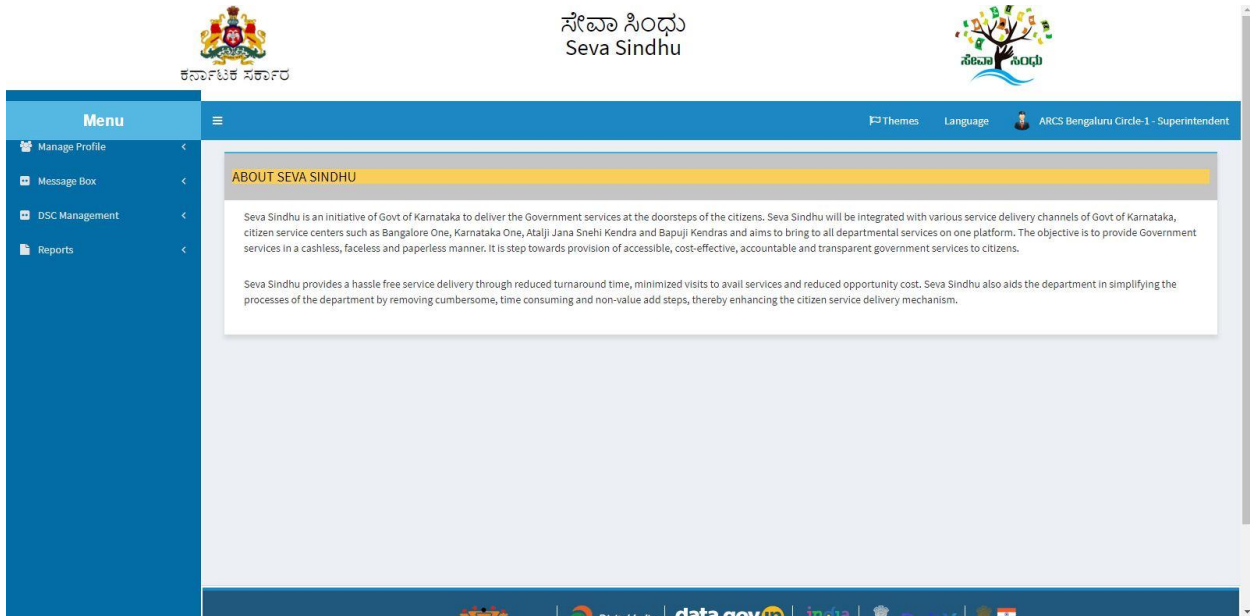 ಸೇವಾ ಸಿಂಧು
Seva Sindhu
ಕರ್ನಾಟಕ ಸರ್ಕಾರ
ಸೇವಾ ಸಿಂಧು
Menu
Themes Language ARCS Bengaluru Circle-1 - Superintendent
Manage Profile
Message Box
DSC Management
Reports
ABOUT SEVA SINDHU
Seva Sindhu is an initiative of Govt of Karnataka to deliver the Government services at the doorsteps of the citizens. Seva Sindhu will be integrated with various service delivery channels of Govt of Karnataka,
citizen service centers such as Bangalore One, Karnataka One, Atalji Jana Snehi Kendra and Bapuji Kendras and aims to bring to all departmental services on one platform. The objective is to provide Government
services in a cashless, faceless and paperless manner. It is step towards provision of accessible, cost-effective, accountable and transparent government services to citizens.
Seva Sindhu provides a hassle free service delivery through reduced turnaround time, minimized visits to avail services and reduced opportunity cost. Seva Sindhu also aids the department in simplifying the
processes of the department by removing cumbersome, time consuming and non-value add steps, thereby enhancing the citizen service delivery mechanism.
data.gov.in india